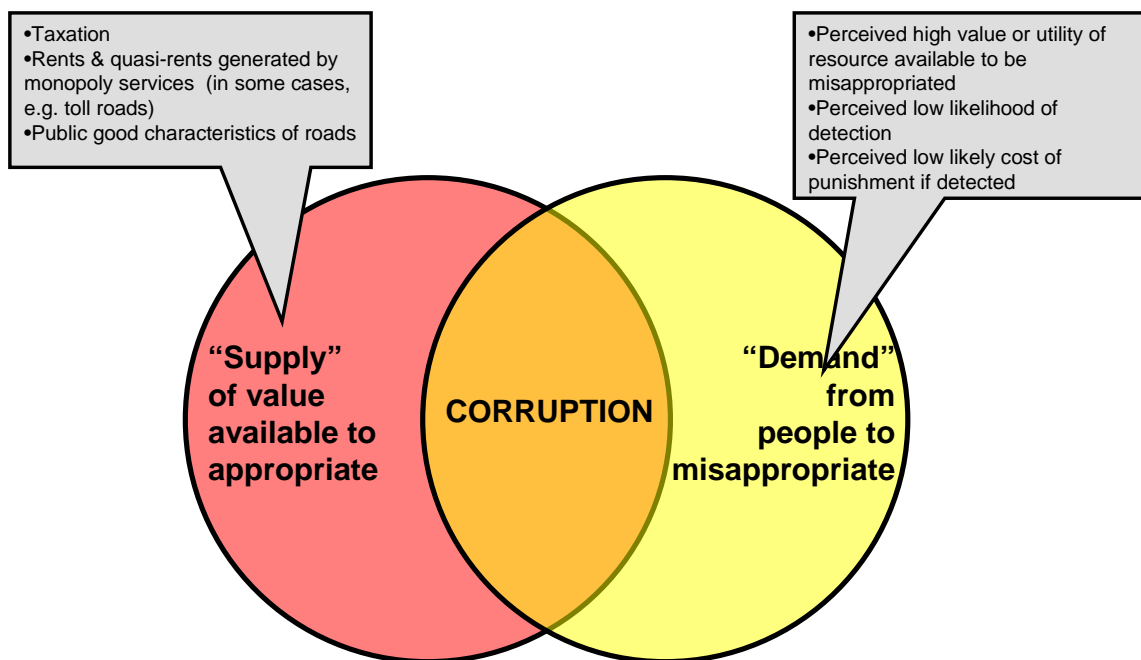 •Taxation
•Rents & quasi-rents generated by
monopoly services (in some cases,
e.g. toll roads)
•Public good characteristics of roads
•Perceived high value or utility of
resource available to be
misappropriated
•Perceived low likelihood of
detection
•Perceived low likely cost of
punishment if detected
“Supply”
of value
available to
appropriate
CORRUPTION
“Demand”
from
people to
misappropriate